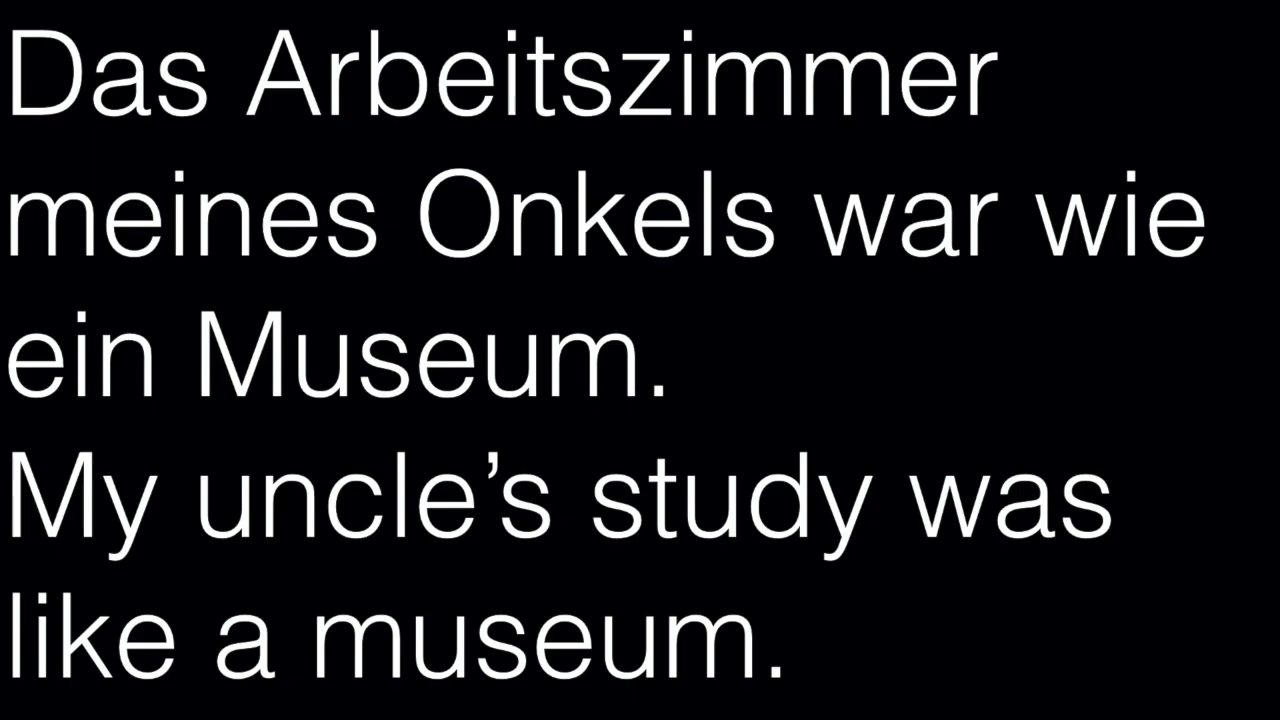 Das Arbeitszimmer
meines Onkels war wie
ein Museum.
My uncle’s study was
like a museum.